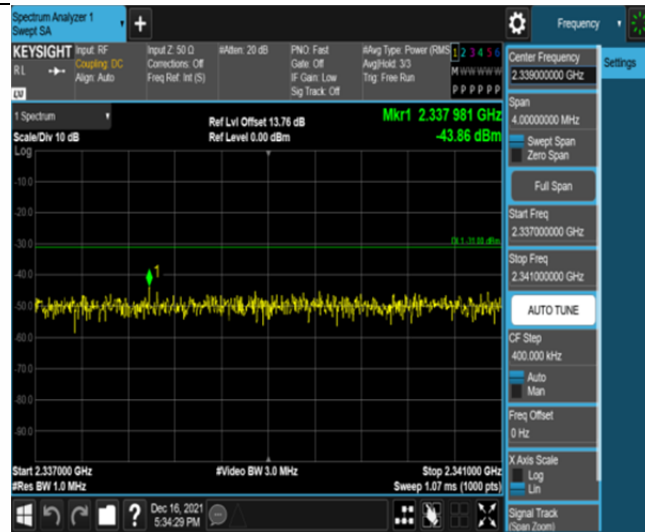 Spectrum Analyzer 1
Swept SA
Frequency
KEYSIGHT
Input: RF
Coupling: DC
Align: Auto
Input Z: 50 Ω
Corrections: Off
Freq Ref: Int (S)
#Atten: 20 dB
PNO: Fast
Gate: Off
IF Gain: Low
Sig Track: Off
#Avg Type: Power (RMS
Avg|Hold: 3/3
Trig: Free Run
1 2 3 4 5 6
M W W W W W
P P P P P P
R L
LXI
Settings
1 Spectrum
Scale/Div 10 dB
Log
Ref Lvl Offset 13.76 dB
Ref Level 0.00 dBm
Mkr1 2.337 981 GHz
-43.86 dBm
-10.0
-20.0
-30.0
-40.0
-50.0
-60.0
-70.0
-80.0
-90.0
1
Start 2.337000 GHz
#Res BW 1.0 MHz
#Video BW 3.0 MHz
Stop 2.341000 GHz
Sweep 1.07 ms (1000 pts)
Center Frequency
2.339000000 GHz
Span
4.00000000 MHz
Swept Span
Zero Span
Full Span
Start Freq
2.337000000 GHz
Stop Freq
2.341000000 GHz
AUTO TUNE
CF Step
400.000 kHz
Auto
Man
Freq Offset
0 Hz
X Axis Scale
Log
Lin
Signal Track
(Span Zoom)
?
Dec 16, 2021
5:34:29 PM